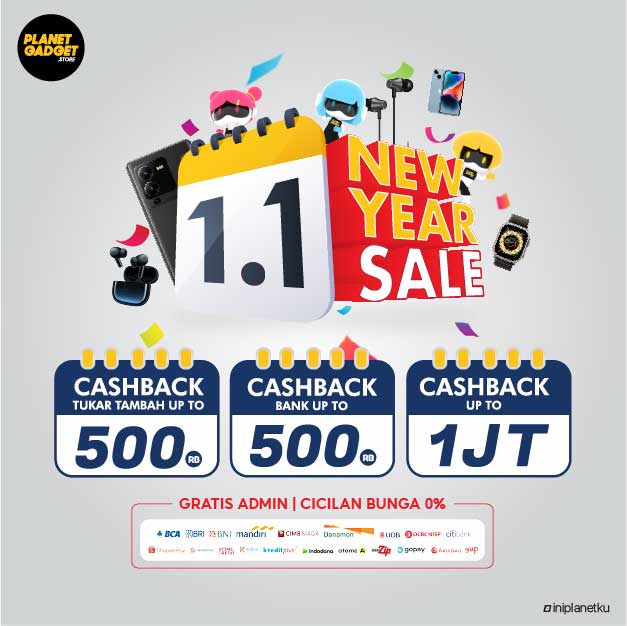 PLANET
GADGET
.STORE
1.1
NEW
YEAR
SALE
CASHBACK
TUKAR TAMBAH UP TO
500 RB
CASHBACK
BANK UP TO
500 RB
CASHBACK
UP TO
1JT
GRATIS ADMIN | CICILAN BUNGA 0%
BCA BRI BNI mandiri CIMB NIAGA Danamon UOB OCBC NISP citibank
kreditplus indodana atome Zip gopay yup
iniplanetku